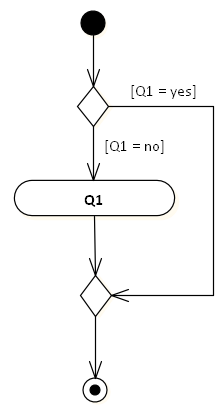 [Q1 = yes]
[Q1 = no]
Q1